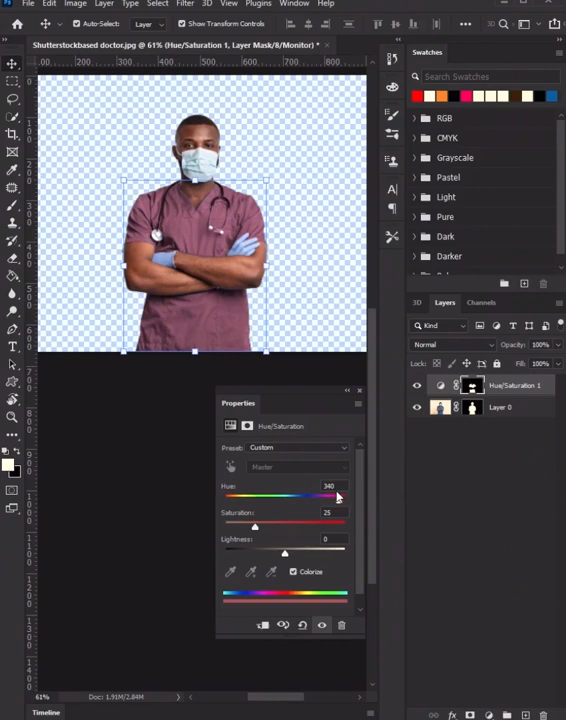 File Edit Image Layer Type Select Filter 3D View Plugins Window Help
Auto-Select: Layer Show Transform Controls 3D
Shutterstockbased doctor.jpg @ 61% (Hue/Saturation 1, Layer Mask/8/Monitor) *
Swatches
Search Swatches
RGB
CMYK
Grayscale
Pastel
Light
Pure
Dark
Darker
3D Layers Channels
Kind
Normal Opacity: 100%
Lock: Fill: 100%
Hue/Saturation 1
Layer 0
Properties
Hue/Saturation
Preset: Custom
Master
Hue: 340
Saturation: 25
Lightness: 0
Colorize
61% Doc: 1.91M/2.84M
Timeline